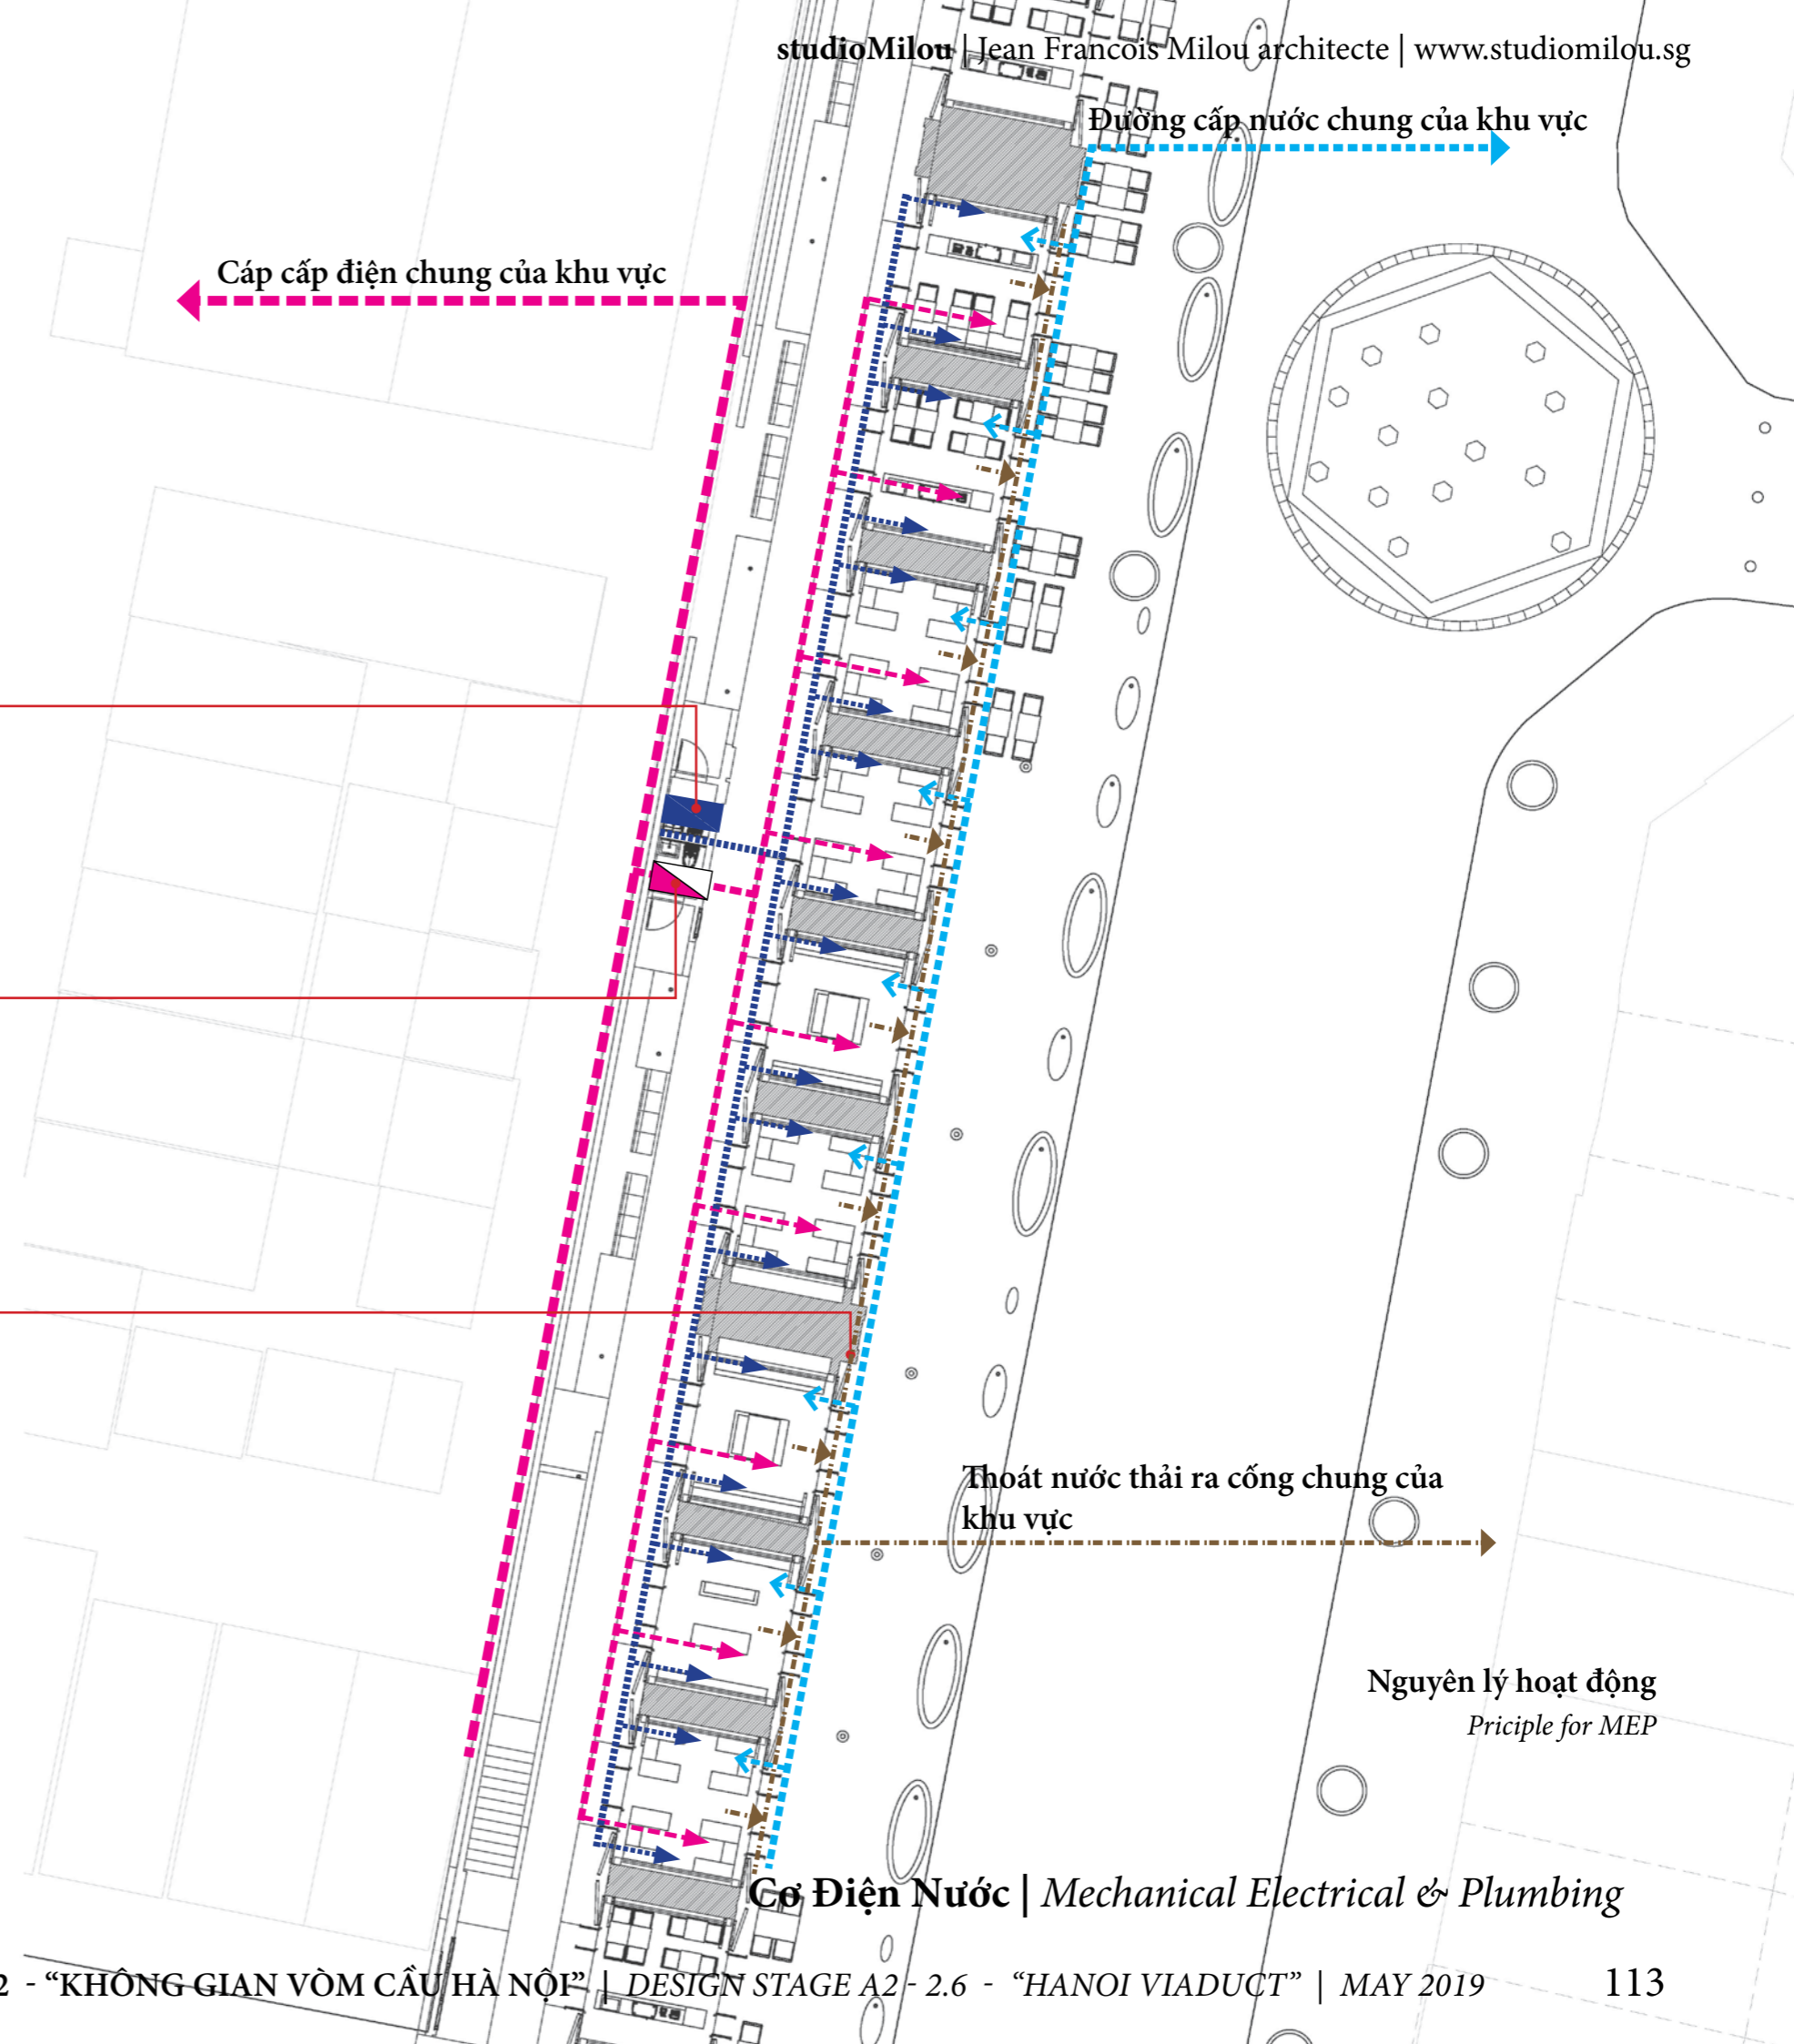 studioMilou | Jean Francois Milou architecte | www.studiomilou.sg
Đường cấp nước chung của khu vực
Cáp cấp điện chung của khu vực
Thoát nước thải ra cống chung của
khu vực
Nguyên lý hoạt động
Priciple for MEP
Cơ Điện Nước | Mechanical Electrical & Plumbing
2 - “KHÔNG GIAN VÒM CẦU HÀ NỘI” | DESIGN STAGE A2 - 2.6 - “HANOI VIADUCT” | MAY 2019 113